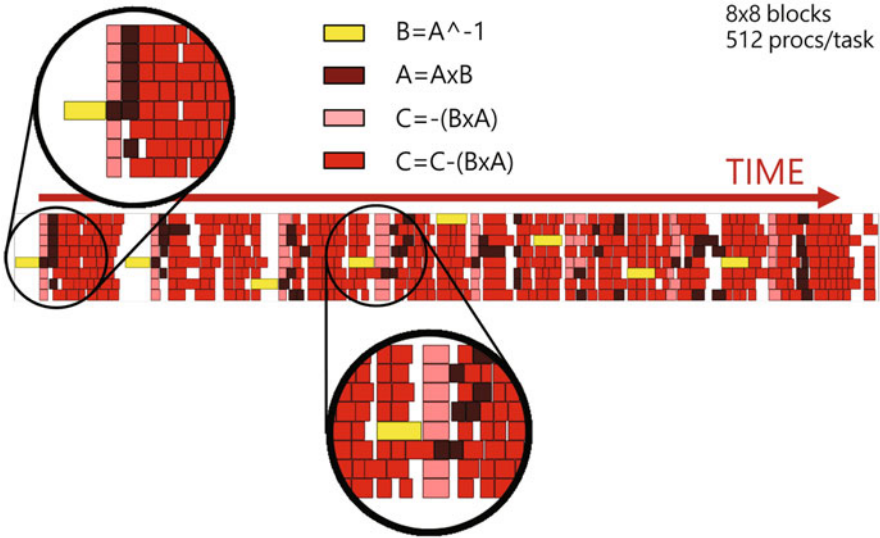 B=A^-1
A=AxB
C=-(BxA)
C=C-(BxA)
8x8 blocks
512 procs/task
TIME